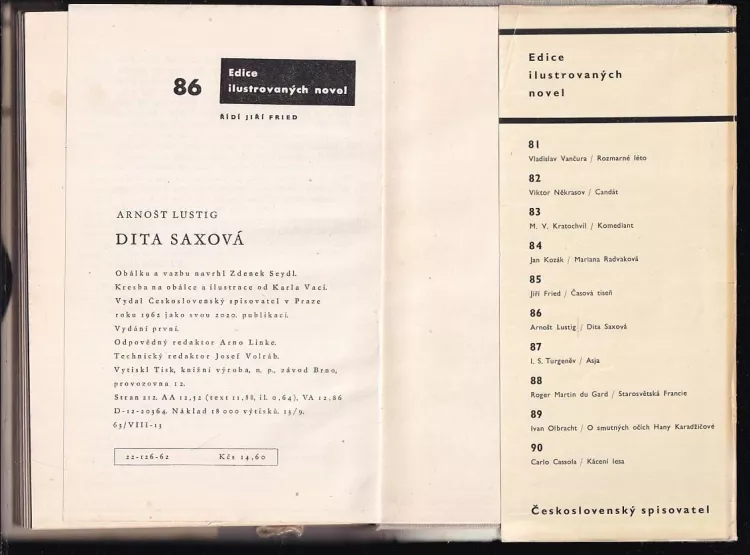 86
Edice
ilustrovaných novel
ŘÍDÍ JIŘÍ FRIED
ARNOŠT LUSTIG
DITA SAXOVÁ
Obálku a vazbu navrhl Zdenek Seydl.
Kresba na obálce a ilustrace od Karla Vaci.
Vydal Československý spisovatel v Praze
roku 1962 jako svou 2020. publikaci.
Vydání první.
Odpovědný redaktor Arno Linke.
Technický redaktor Josef Volráb.
Vytiskl Tisk, knižní výroba, n. p., závod Brno,
provozovna 12.
Stran 212. AA 12,52 (text 11,88, il. 0,64), VA 12,86
D-12-20364. Náklad 18 000 výtisků. 13/9.
63/VIII-13
22-126-62 Kčs 14,60
Edice
ilustrovaných
novel
81
Vladislav Vančura / Rozmarné léto
82
Viktor Někrasov / Candát
83
M. V. Kratochvíl / Komediant
84
Jan Kozák / Mariana Radvaková
85
Jiří Fried / Časová tíseň
86
Arnošt Lustig / Dita Saxová
87
I. S. Turgeněv / Asja
88
Roger Martin du Gard / Starosvětská Francie
89
Ivan Olbracht / O smutných očích Hany Karadžičové
90
Carlo Cassola / Kácení lesa
Československý spisovatel